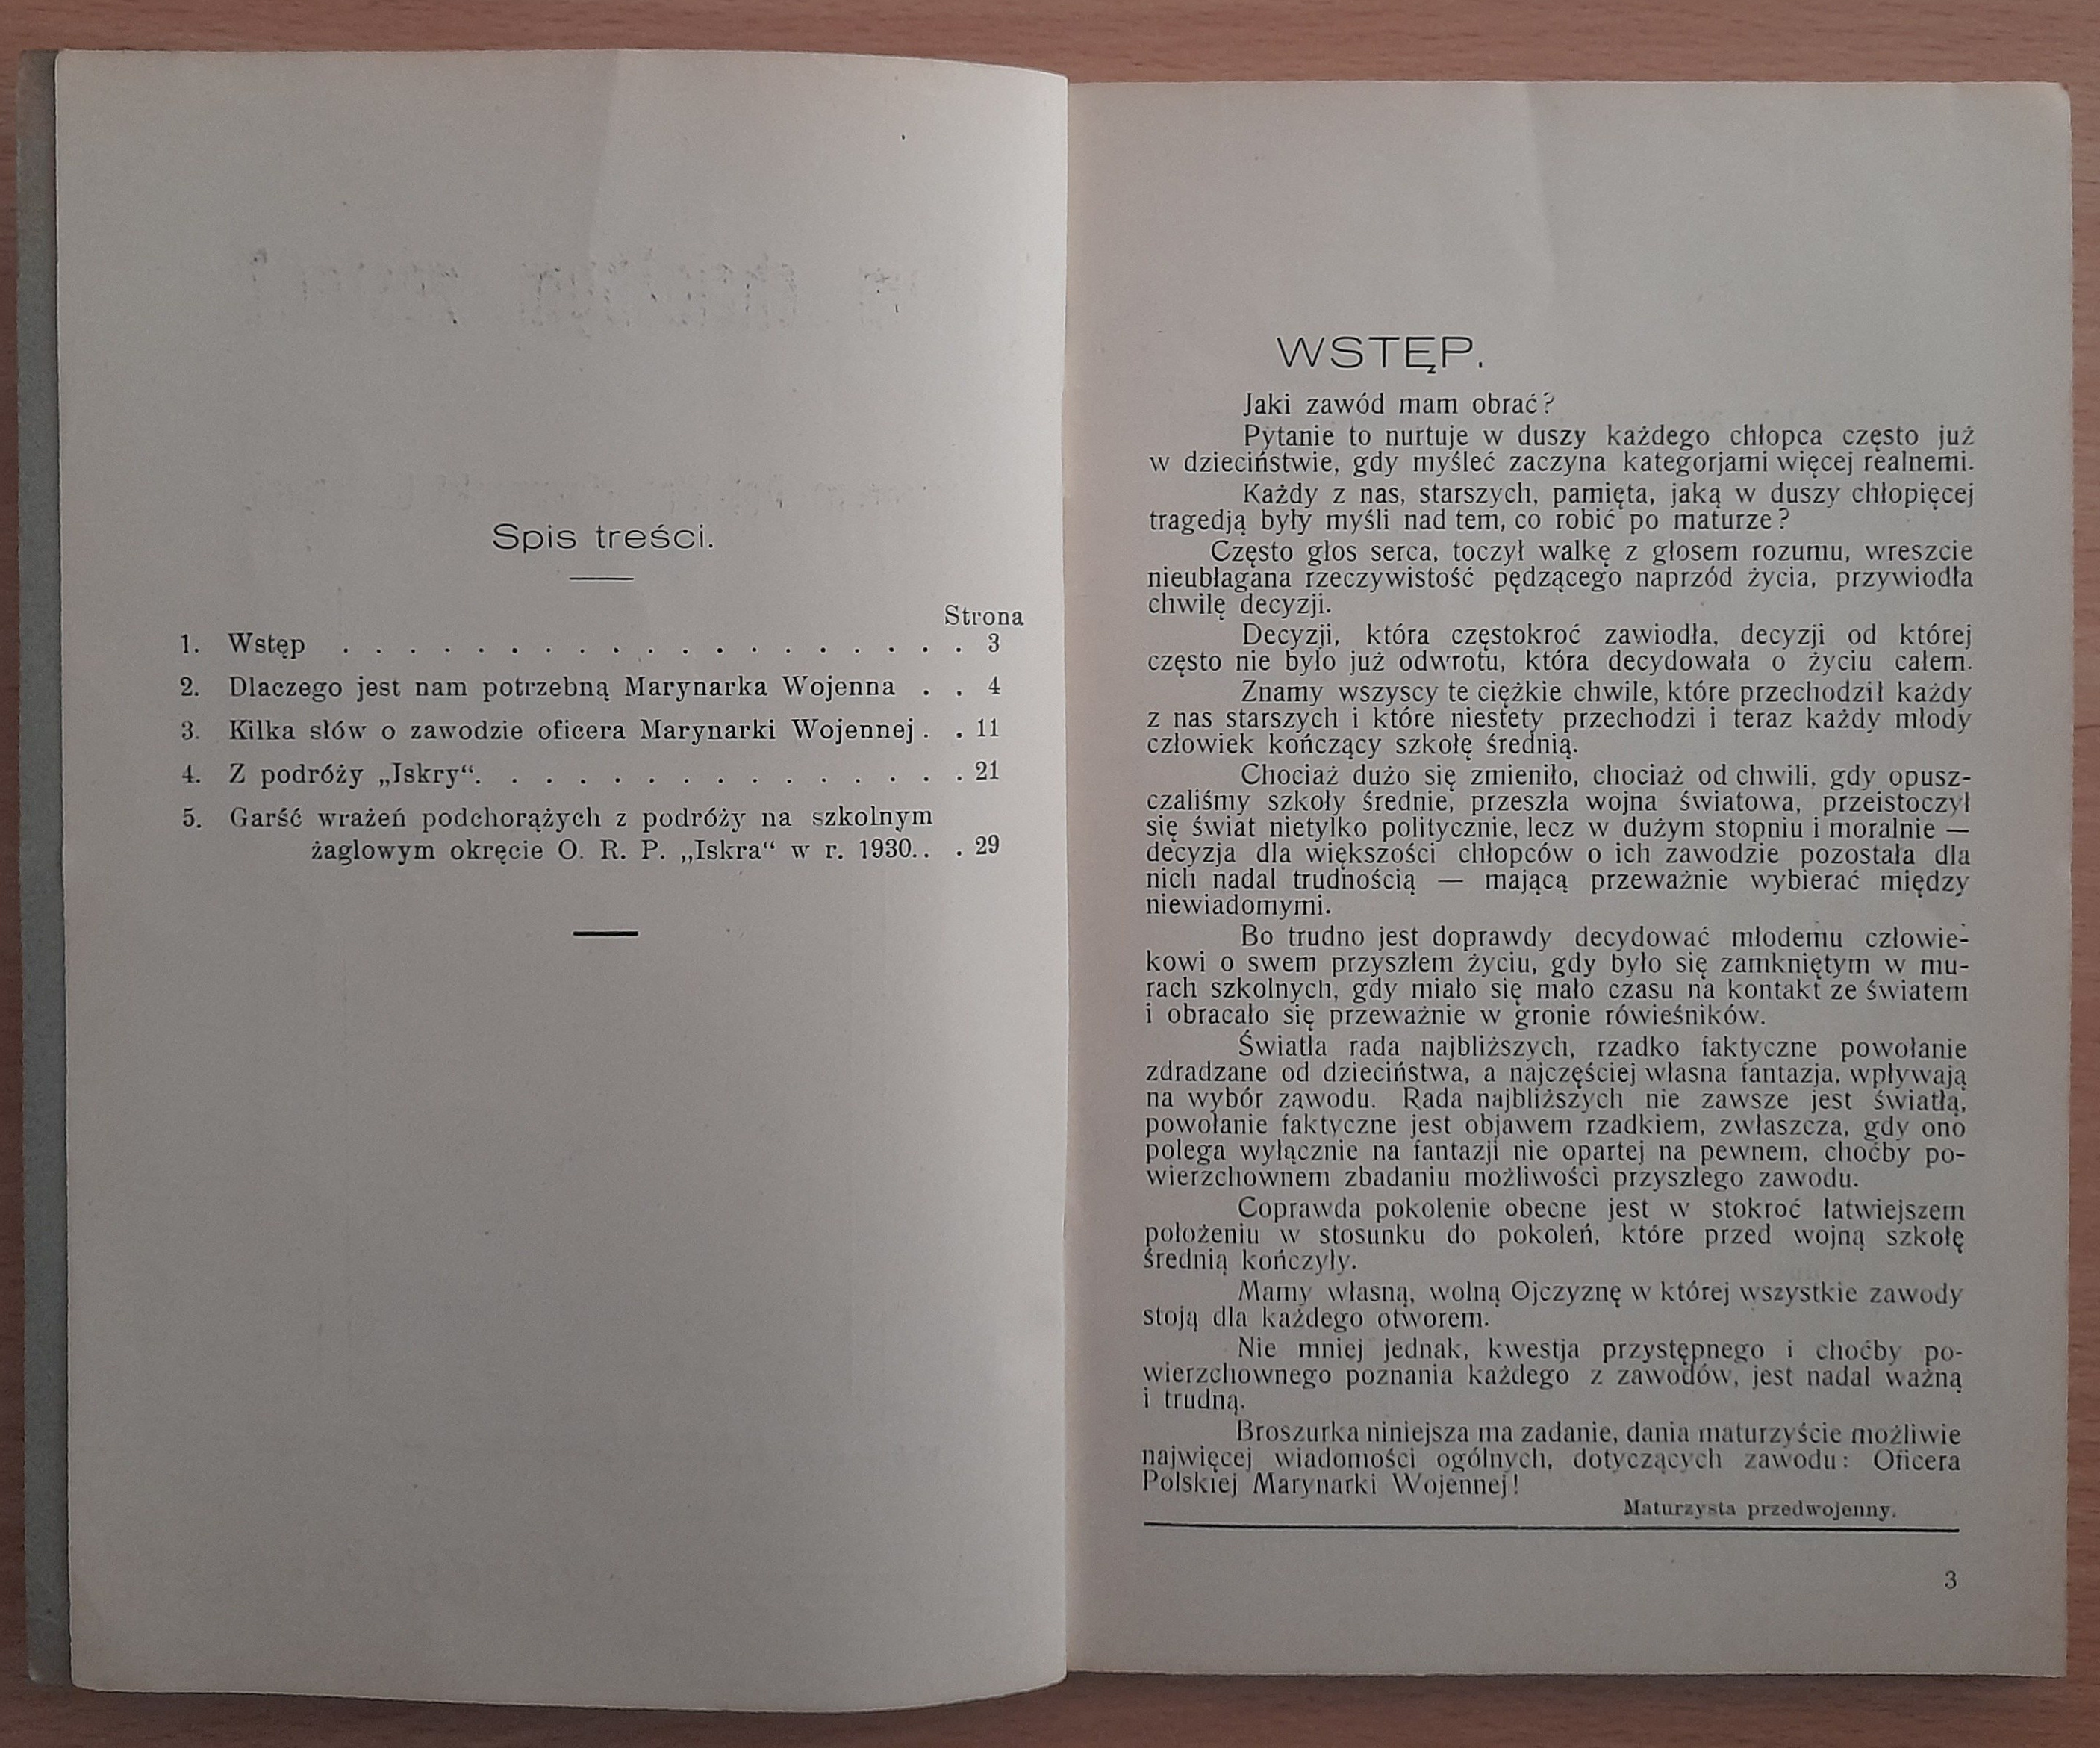 Spis treści.
Strona
1. Wstęp . . . . . . . . . . . . . . . . . . . 3
2. Dlaczego jest nam potrzebną Marynarka Wojenna . . 4
3. Kilka słów o zawodzie oficera Marynarki Wojennej . . 11
4. Z podróży „Iskry“. . . . . . . . . . . . . . . 21
5. Garść wrażeń podchorążych z podróży na szkolnym
żaglowym okręcie O. R. P. „Iskra“ w r. 1930. . . 29
WSTĘP.
Jaki zawód mam obrać?
Pytanie to nurtuje w duszy każdego chłopca często już
w dzieciństwie, gdy myśleć zaczyna kategorjami więcej realnemi.
Każdy z nas, starszych, pamięta, jaką w duszy chłopięcej
tragedją były myśli nad tem, co robić po maturze?
Często głos serca, toczył walkę z głosem rozumu, wreszcie
nieubłagana rzeczywistość pędzącego naprzód życia, przywiodła
chwilę decyzji.
Decyzji, która częstokroć zawiodła, decyzji od której
często nie było już odwrotu, która decydowała o życiu całem.
Znamy wszyscy te ciężkie chwile, które przechodził każdy
z nas starszych i które niestety przechodzi i teraz każdy młody
człowiek kończący szkołę średnią.
Chociaż dużo się zmieniło, chociaż od chwili, gdy opusz-
czaliśmy szkoły średnie, przeszła wojna światowa, przeistoczył
się świat nietylko politycznie, lecz w dużym stopniu i moralnie —
decyzja dla większości chłopców o ich zawodzie pozostała dla
nich nadal trudnością — mającą przeważnie wybierać między
niewiadomymi.
Bo trudno jest doprawdy decydować młodemu człowie-
kowi o swem przyszłem życiu, gdy było się zamkniętym w mu-
rach szkolnych, gdy miało się mało czasu na kontakt ze światem
i obracało się przeważnie w gronie rówieśników.
Światła rada najbliższych, rzadko faktyczne powołanie
zdradzane od dzieciństwa, a najczęściej własna fantazja, wpływają
na wybór zawodu. Rada najbliższych nie zawsze jest światłą,
powołanie faktyczne jest objawem rzadkiem, zwłaszcza, gdy ono
polega wyłącznie na fantazji nie opartej na pewnem, choćby po-
wierzchownem zbadaniu możliwości przyszłego zawodu.
Coprawda pokolenie obecne jest w stokroć łatwiejszem
położeniu w stosunku do pokoleń, które przed wojną szkołę
średnią kończyły.
Mamy własną, wolną Ojczyznę w której wszystkie zawody
stoją dla każdego otworem.
Nie mniej jednak, kwestja przystępnego i choćby po-
wierzchownego poznania każdego z zawodów, jest nadal ważną
i trudną.
Broszurka niniejsza ma zadanie, dania maturzyście możliwie
najwięcej wiadomości ogólnych, dotyczących zawodu: Oficera
Polskiej Marynarki Wojennej!
Maturzysta przedwojenny.
3